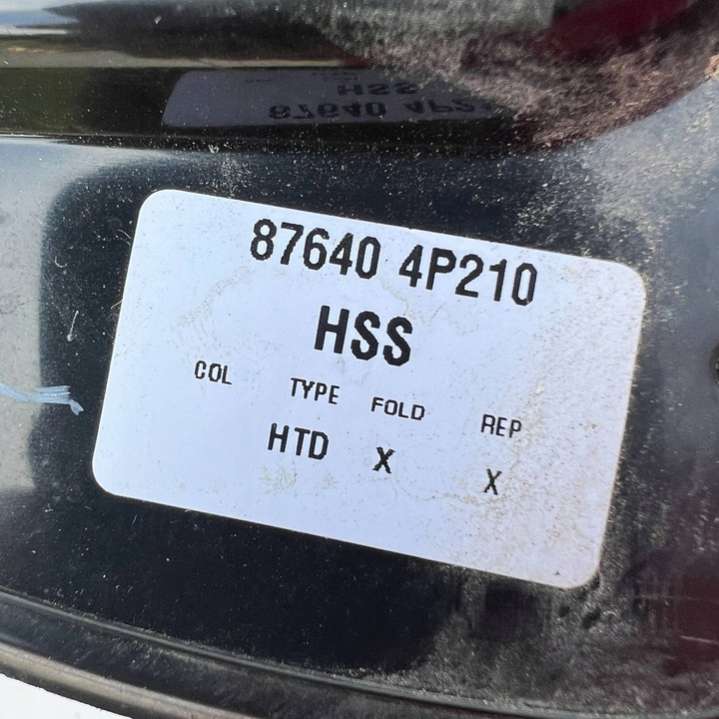 87640 4P210
HSS
COL TYPE FOLD REP
HTD X X